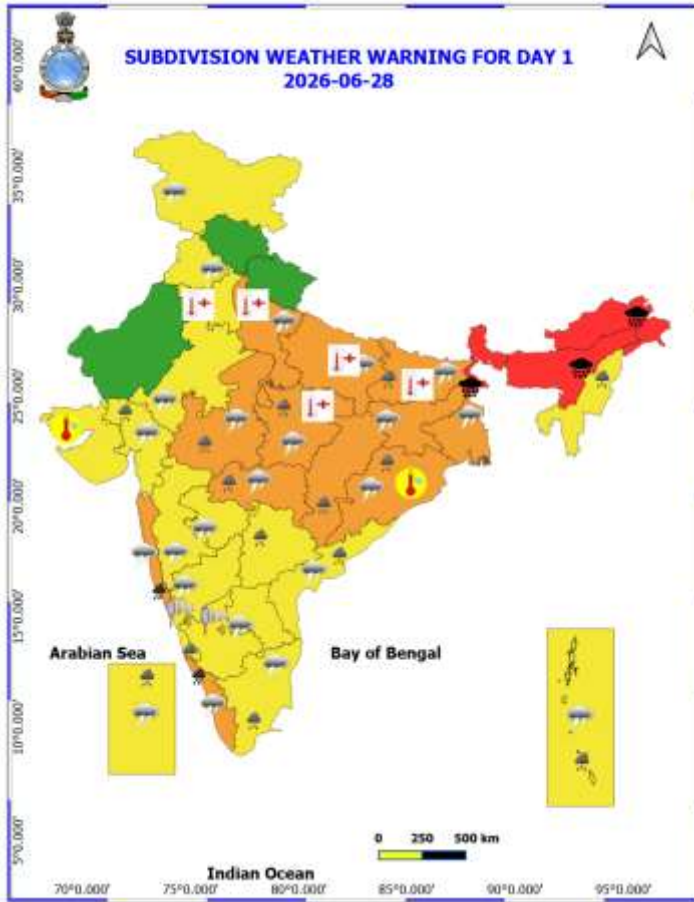 SUBDIVISION WEATHER WARNING FOR DAY 1
2026-06-28
40°0.000'
35°0.000'
30°0.000'
25°0.000'
20°0.000'
15°0.000'
10°0.000'
5°0.000'
Arabian Sea
Bay of Bengal
0 250 500 km
Indian Ocean
70°0.000' 75°0.000' 80°0.000' 85°0.000' 90°0.000' 95°0.000'